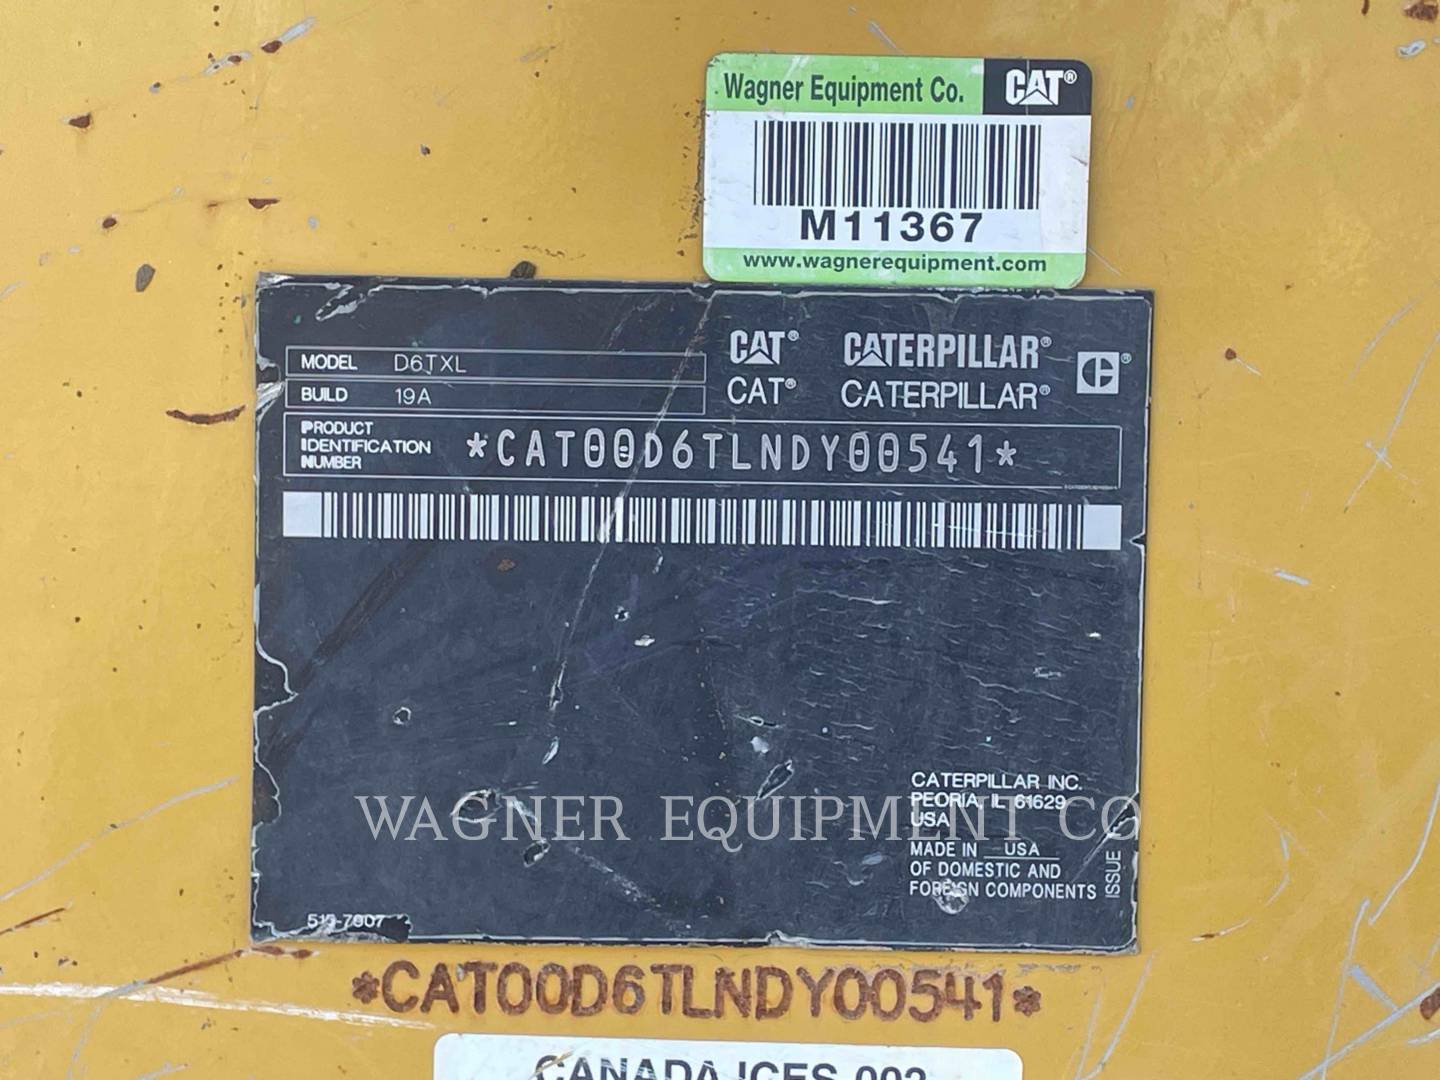 Wagner Equipment Co. CAT®
M11367
www.wagnerequipment.com
MODEL D6TXL
BUILD 19A
CAT® CATERPILLAR®
CAT® CATERPILLAR®
PRODUCT
IDENTIFICATION
NUMBER
*CAT00D6TLNDY00541*
CATERPILLAR INC.
PEORIA, IL 61629
USA
MADE IN USA
OF DOMESTIC AND
FOREIGN COMPONENTS
ISSUE
WAGNER EQUIPMENT CO
*CAT00D6TLNDY00541*